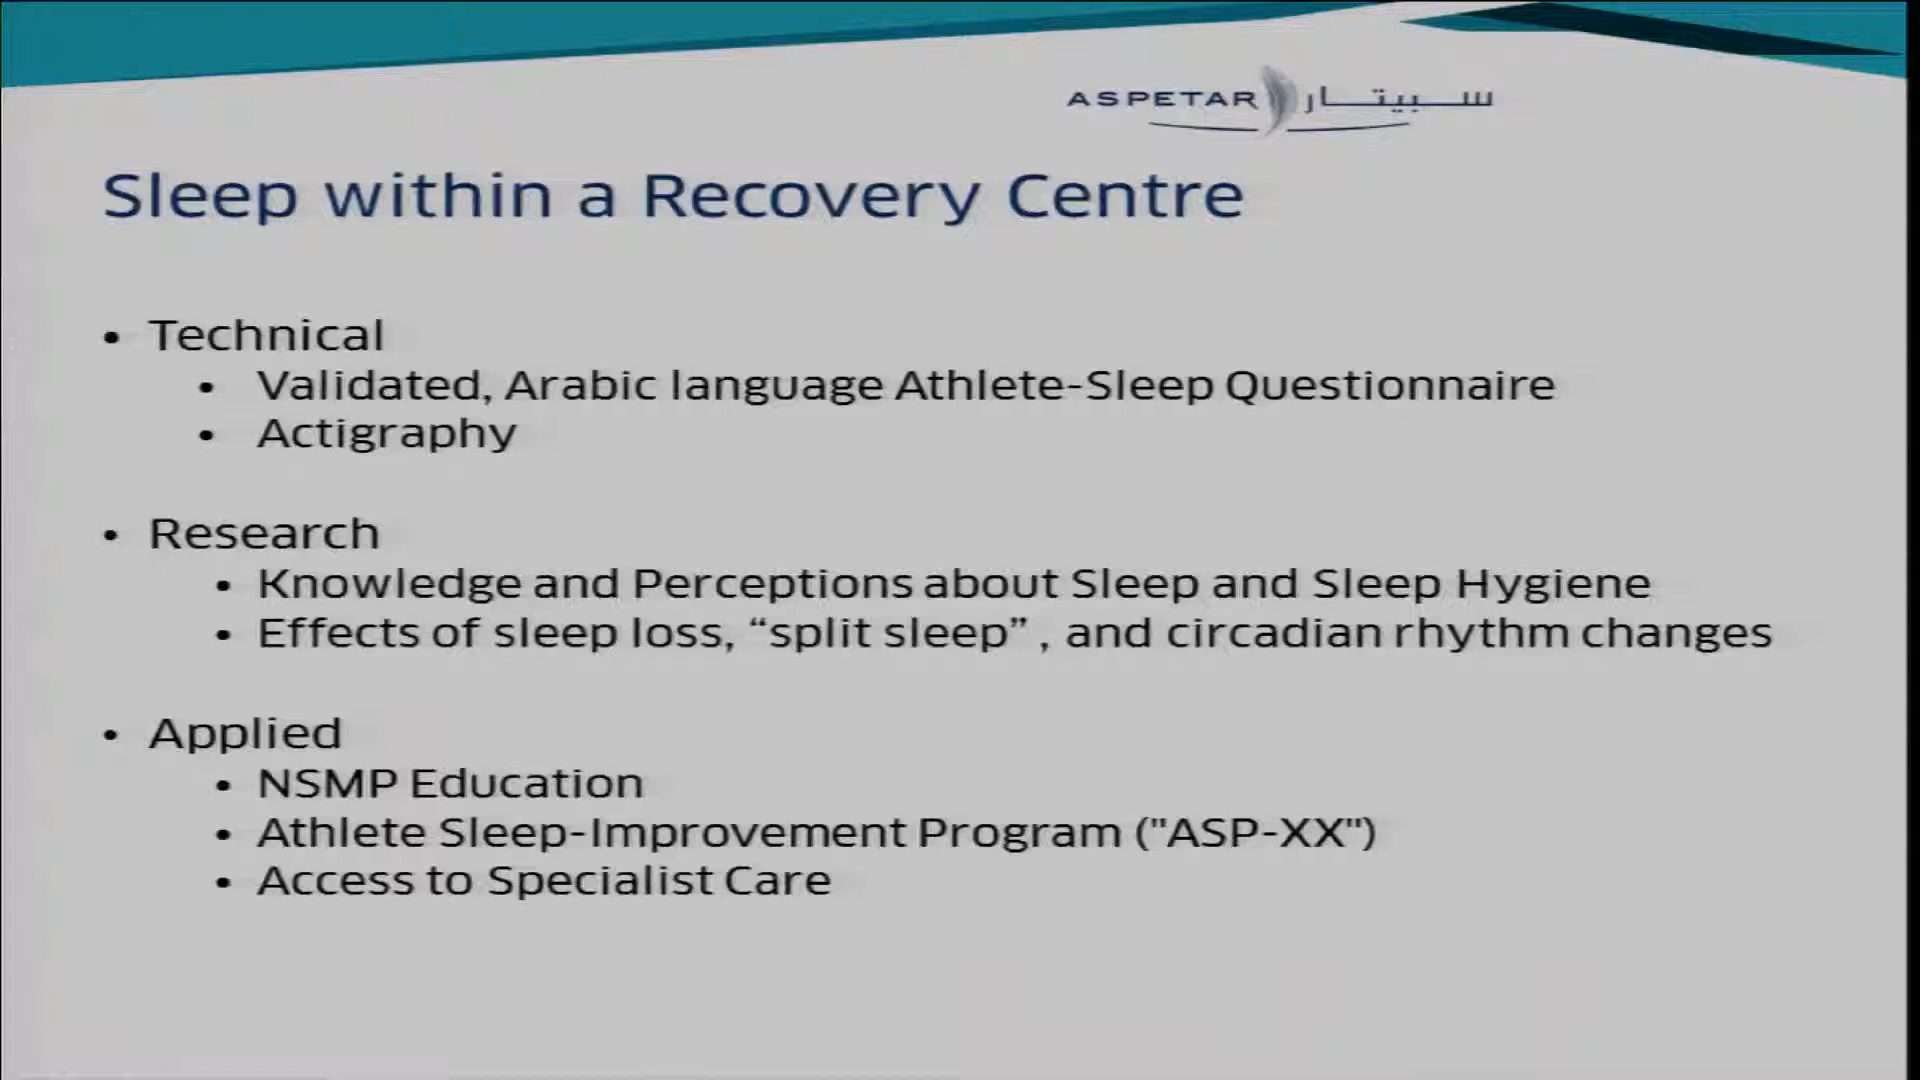 ASPETAR سبيتار
Sleep within a Recovery Centre
• Technical
• Validated, Arabic language Athlete-Sleep Questionnaire
• Actigraphy
• Research
• Knowledge and Perceptions about Sleep and Sleep Hygiene
• Effects of sleep loss, “split sleep” , and circadian rhythm changes
• Applied
• NSMP Education
• Athlete Sleep-Improvement Program ("ASP-XX")
• Access to Specialist Care